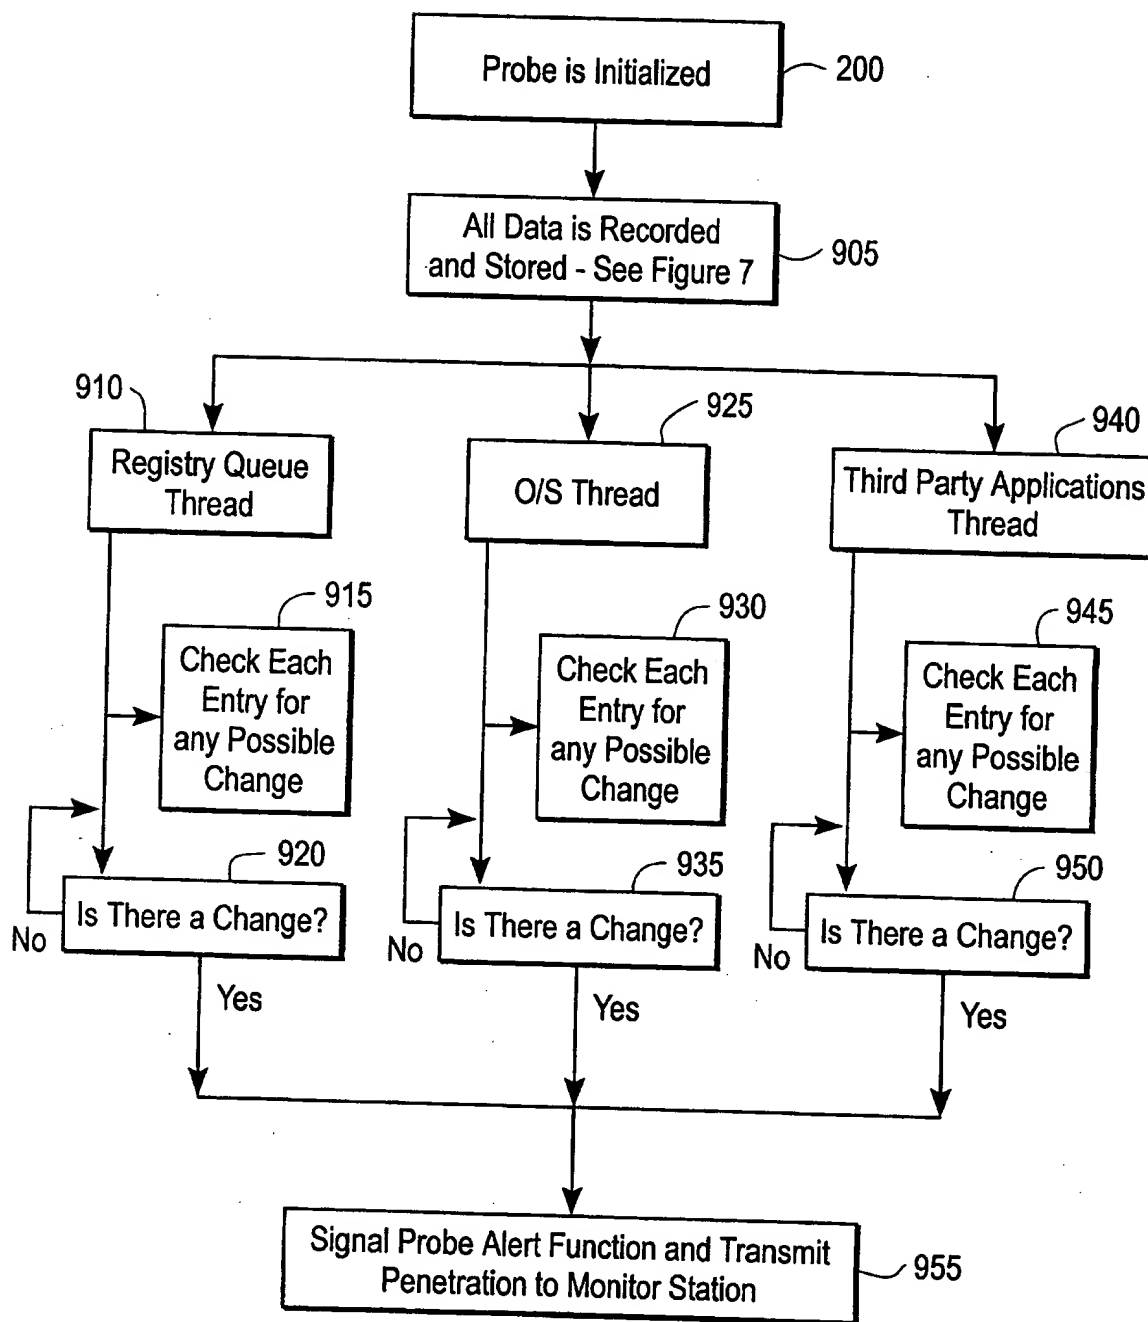 Probe is Initialized
200
All Data is Recorded
and Stored - See Figure 7
905
910
Registry Queue
Thread
925
O/S Thread
940
Third Party Applications
Thread
915
Check Each
Entry for
any Possible
Change
930
Check Each
Entry for
any Possible
Change
945
Check Each
Entry for
any Possible
Change
920
Is There a Change?
No
Yes
935
Is There a Change?
No
Yes
950
Is There a Change?
No
Yes
Signal Probe Alert Function and Transmit
Penetration to Monitor Station
955